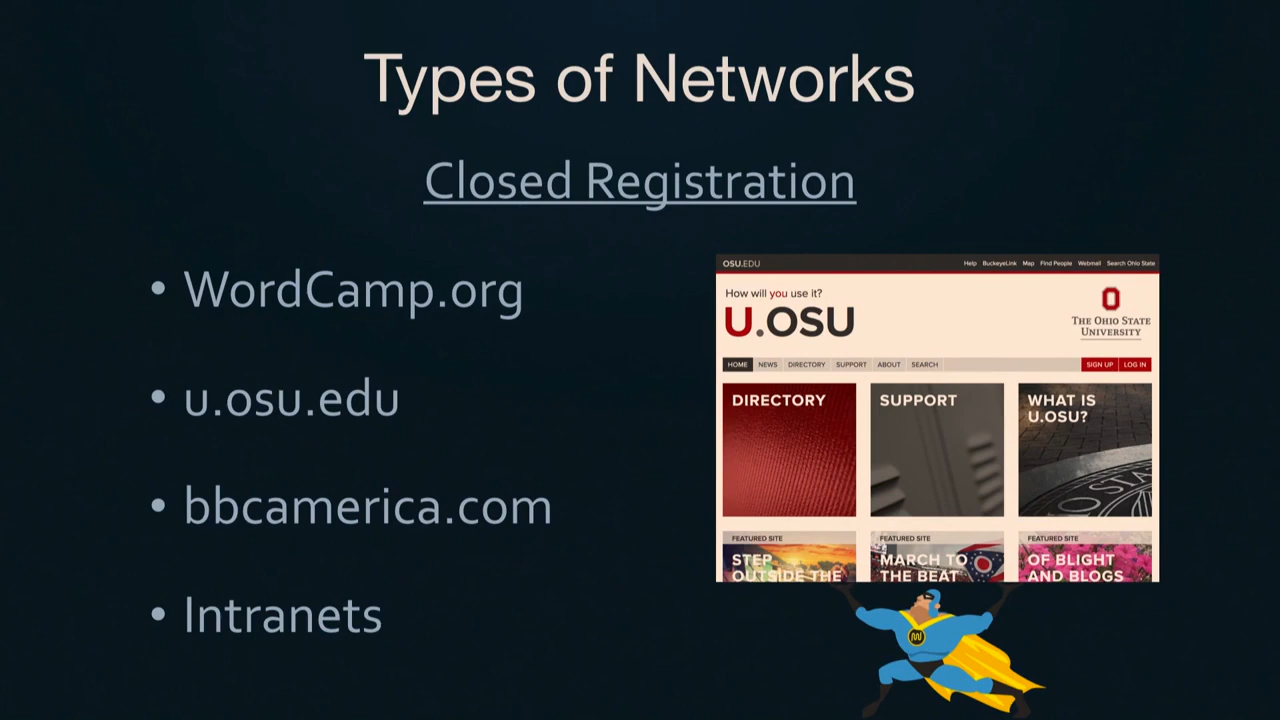 Types of Networks
Closed Registration
• WordCamp.org
• u.osu.edu
• bbcamerica.com
• Intranets
OSU.EDU
Help BuckeyeLink Map Find People Webmail Search Ohio State
How will you use it?
U.OSU
O
THE OHIO STATE
UNIVERSITY
HOME NEWS DIRECTORY SUPPORT ABOUT SEARCH SIGN UP LOG IN
DIRECTORY
SUPPORT
WHAT IS
U.OSU?
OHIO STA
FEATURED SITE
STEP
OUTSIDE THE
FEATURED SITE
MARCH TO
THE BEAT
FEATURED SITE
OF BLIGHT
AND BLOGS
W